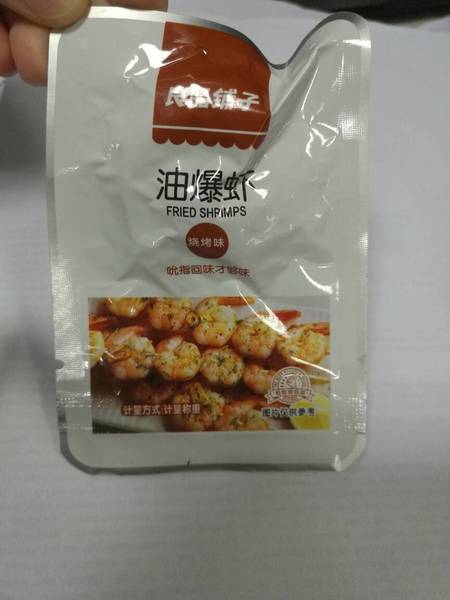 良品铺子
油爆虾
FRIED SHRIMPS
烧烤味
吮指回味才够味
计量方式:计量称重
图片仅供参考